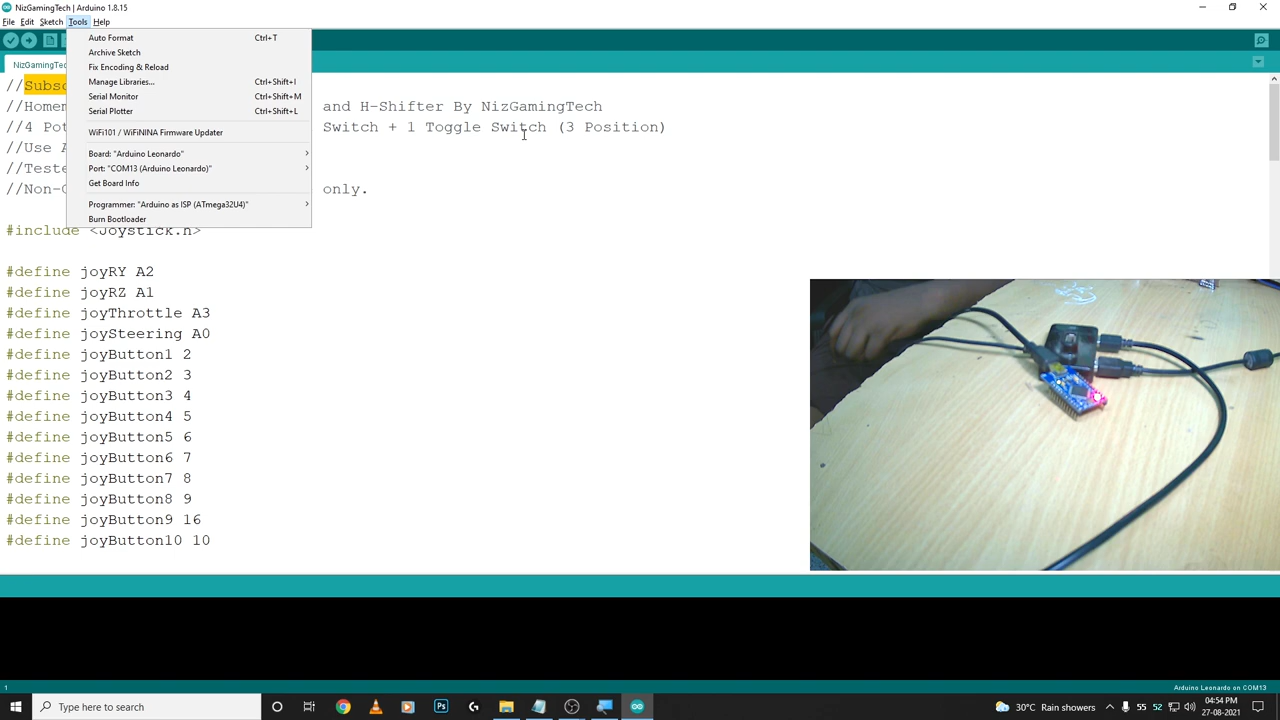 NizGamingTech | Arduino 1.8.15
File Edit Sketch Tools Help
Auto Format Ctrl+T
Archive Sketch
Fix Encoding & Reload
Manage Libraries... Ctrl+Shift+I
Serial Monitor Ctrl+Shift+M
Serial Plotter Ctrl+Shift+L
WiFi101 / WiFiNINA Firmware Updater
Board: "Arduino Leonardo"
Port: "COM13 (Arduino Leonardo)"
Get Board Info
Programmer: "Arduino as ISP (ATmega32U4)"
Burn Bootloader
NizGamingTec
//Subsc
//Homem and H-Shifter By NizGamingTech
//4 Pot Switch + 1 Toggle Switch (3 Position)
//Use A
//Teste
//Non-C only.
#include <Joystick.h>
#define joyRY A2
#define joyRZ A1
#define joyThrottle A3
#define joySteering A0
#define joyButton1 2
#define joyButton2 3
#define joyButton3 4
#define joyButton4 5
#define joyButton5 6
#define joyButton6 7
#define joyButton7 8
#define joyButton8 9
#define joyButton9 16
#define joyButton10 10
1 Arduino Leonardo on COM13
Type here to search
Ps
30°C Rain showers
55 52
04:54 PM
27-08-2021